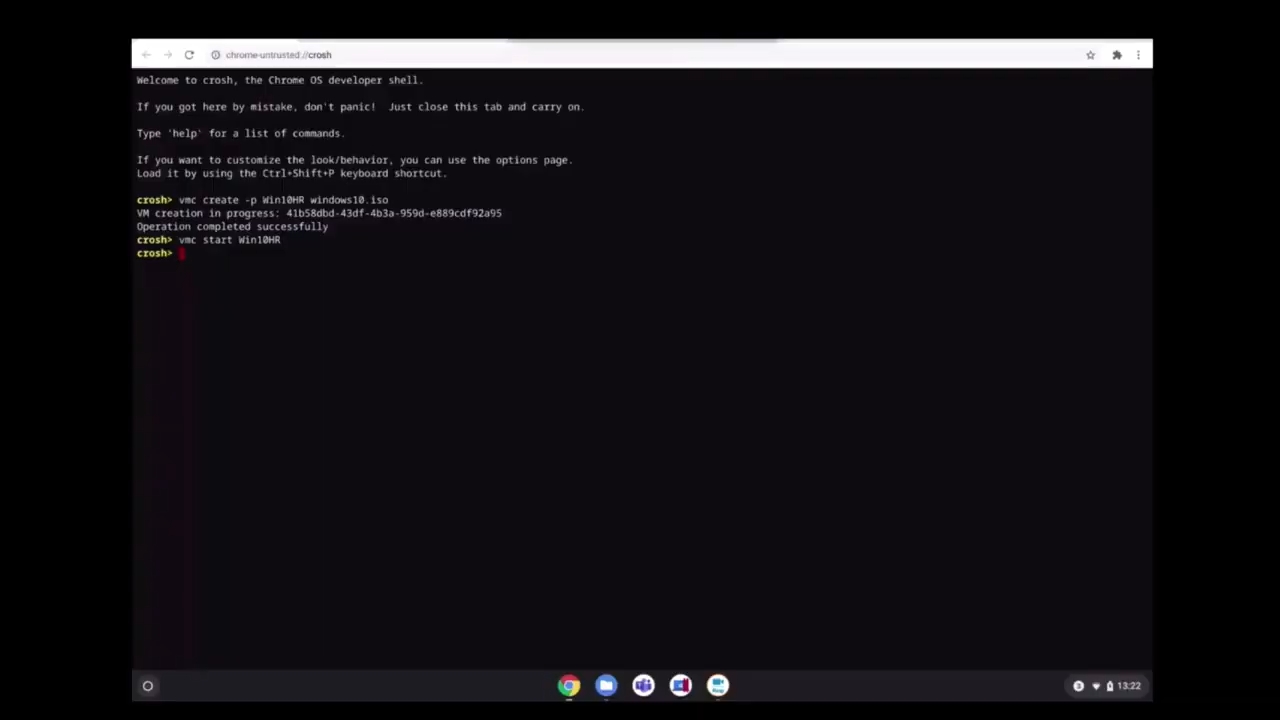 chrome-untrusted://crosh
Welcome to crosh, the Chrome OS developer shell.
If you got here by mistake, don't panic!  Just close this tab and carry on.
Type 'help' for a list of commands.
If you want to customize the look/behavior, you can use the options page.
Load it by using the Ctrl+Shift+P keyboard shortcut.
crosh> vmc create -p Win10HR windows10.iso
VM creation in progress: 41b58dbd-43df-4b3a-959d-e889cdf92a95
Operation completed successfully
crosh> vmc start Win10HR
crosh>
13:22